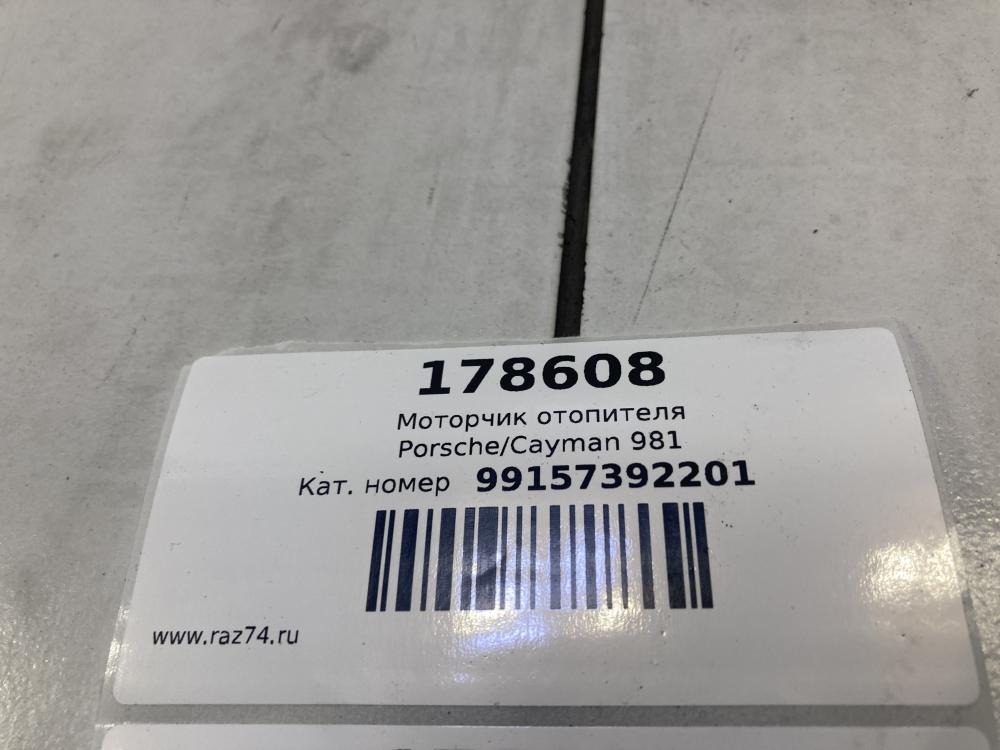 178608
Моторчик отопителя
Porsche/Cayman 981
Кат. номер 99157392201
www.raz74.ru